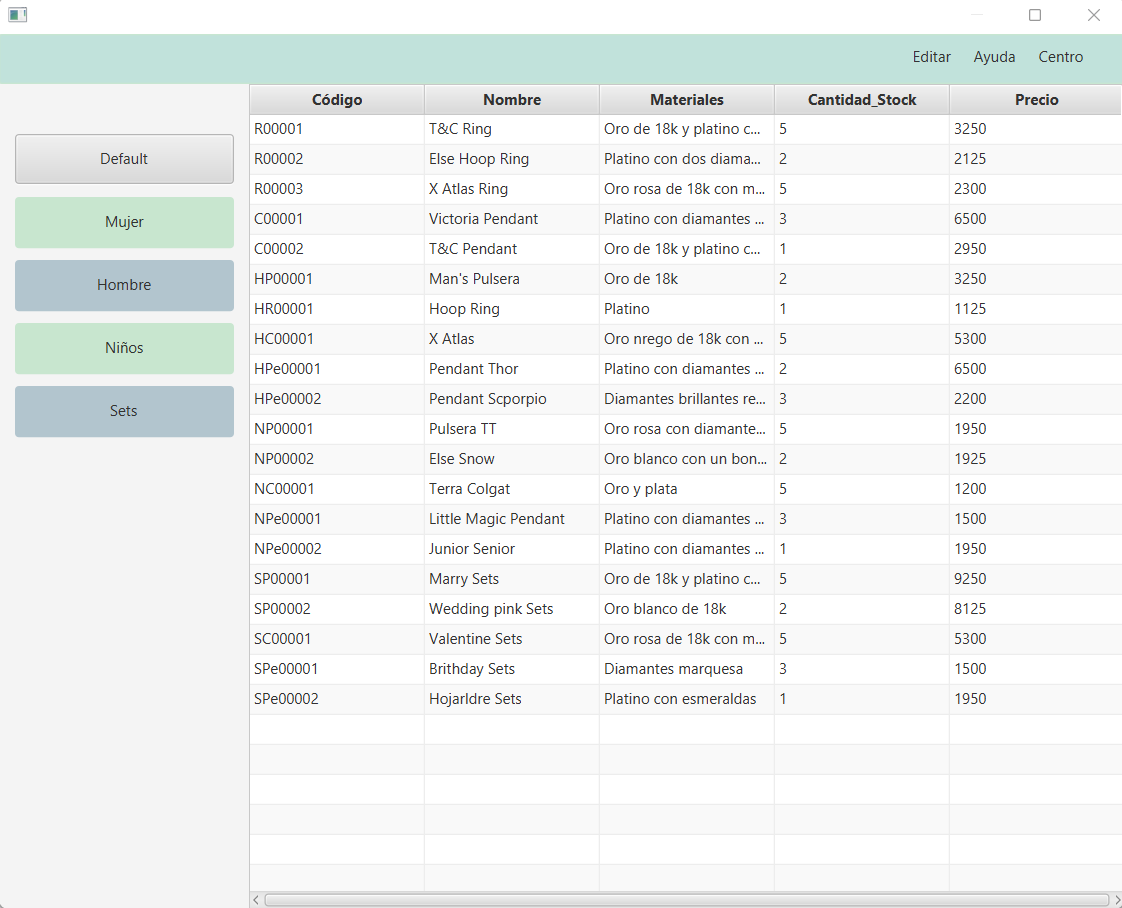 Editar Ayuda Centro
Default
Mujer
Hombre
Niños
Sets
Código Nombre Materiales Cantidad_Stock Precio
R00001 T&C Ring Oro de 18k y platino c... 5 3250
R00002 Else Hoop Ring Platino con dos diama... 2 2125
R00003 X Atlas Ring Oro rosa de 18k con m... 5 2300
C00001 Victoria Pendant Platino con diamantes ... 3 6500
C00002 T&C Pendant Oro de 18k y platino c... 1 2950
HP00001 Man's Pulsera Oro de 18k 2 3250
HR00001 Hoop Ring Platino 1 1125
HC00001 X Atlas Oro nrego de 18k con ... 5 5300
HPe00001 Pendant Thor Platino con diamantes ... 2 6500
HPe00002 Pendant Scporpio Diamantes brillantes re... 3 2200
NP00001 Pulsera TT Oro rosa con diamante... 5 1950
NP00002 Else Snow Oro blanco con un bon... 2 1925
NC00001 Terra Colgat Oro y plata 5 1200
NPe00001 Little Magic Pendant Platino con diamantes ... 3 1500
NPe00002 Junior Senior Platino con diamantes ... 1 1950
SP00001 Marry Sets Oro de 18k y platino c... 5 9250
SP00002 Wedding pink Sets Oro blanco de 18k 2 8125
SC00001 Valentine Sets Oro rosa de 18k con m... 5 5300
SPe00001 Brithday Sets Diamantes marquesa 3 1500
SPe00002 Hojarldre Sets Platino con esmeraldas 1 1950